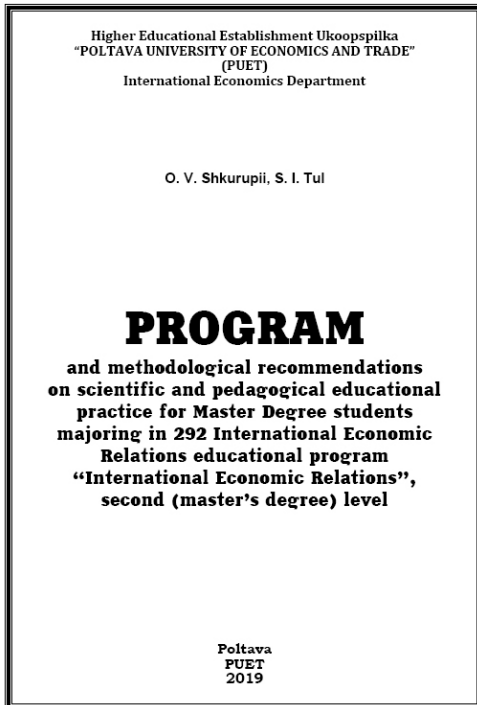 Higher Educational Establishment Ukoopspilka
“POLTAVA UNIVERSITY OF ECONOMICS AND TRADE”
(PUET)
International Economics Department
O. V. Shkurupii, S. I. Tul
PROGRAM
and methodological recommendations
on scientific and pedagogical educational
practice for Master Degree students
majoring in 292 International Economic
Relations educational program
“International Economic Relations”,
second (master’s degree) level
Poltava
PUET
2019